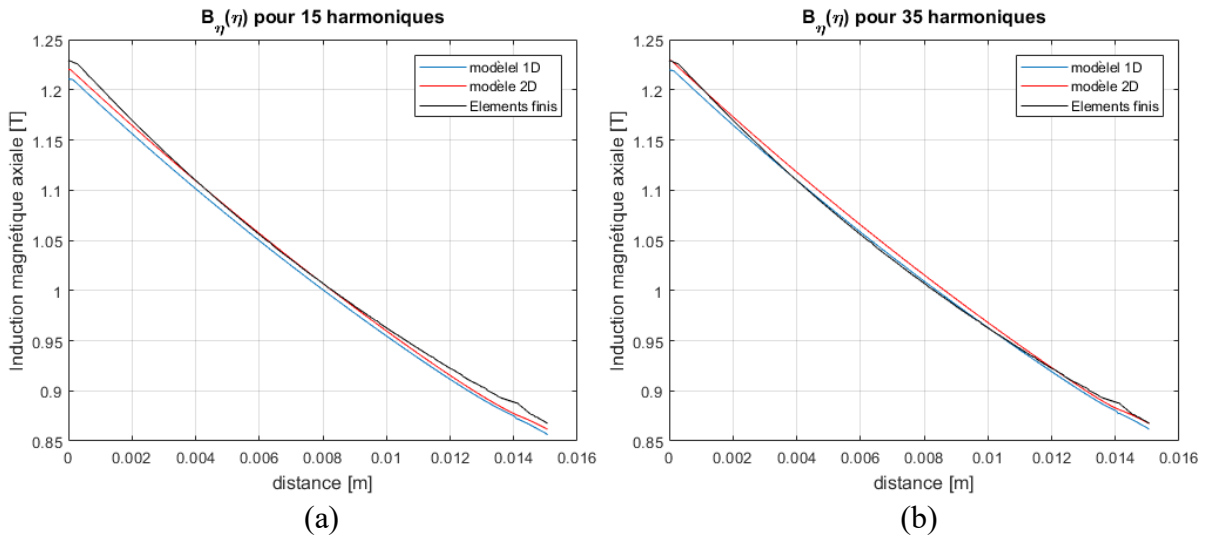 B_η(η) pour 15 harmoniques
1.25
1.2
1.15
1.1
1.05
1
0.95
0.9
0.85
Induction magnétique axiale [T]
modèlel 1D
modèle 2D
Elements finis
0 0.002 0.004 0.006 0.008 0.01 0.012 0.014 0.016
distance [m]
(a)
B_η(η) pour 35 harmoniques
1.25
1.2
1.15
1.1
1.05
1
0.95
0.9
0.85
Induction magnétique axiale [T]
modèlel 1D
modèle 2D
Elements finis
0 0.002 0.004 0.006 0.008 0.01 0.012 0.014 0.016
distance [m]
(b)